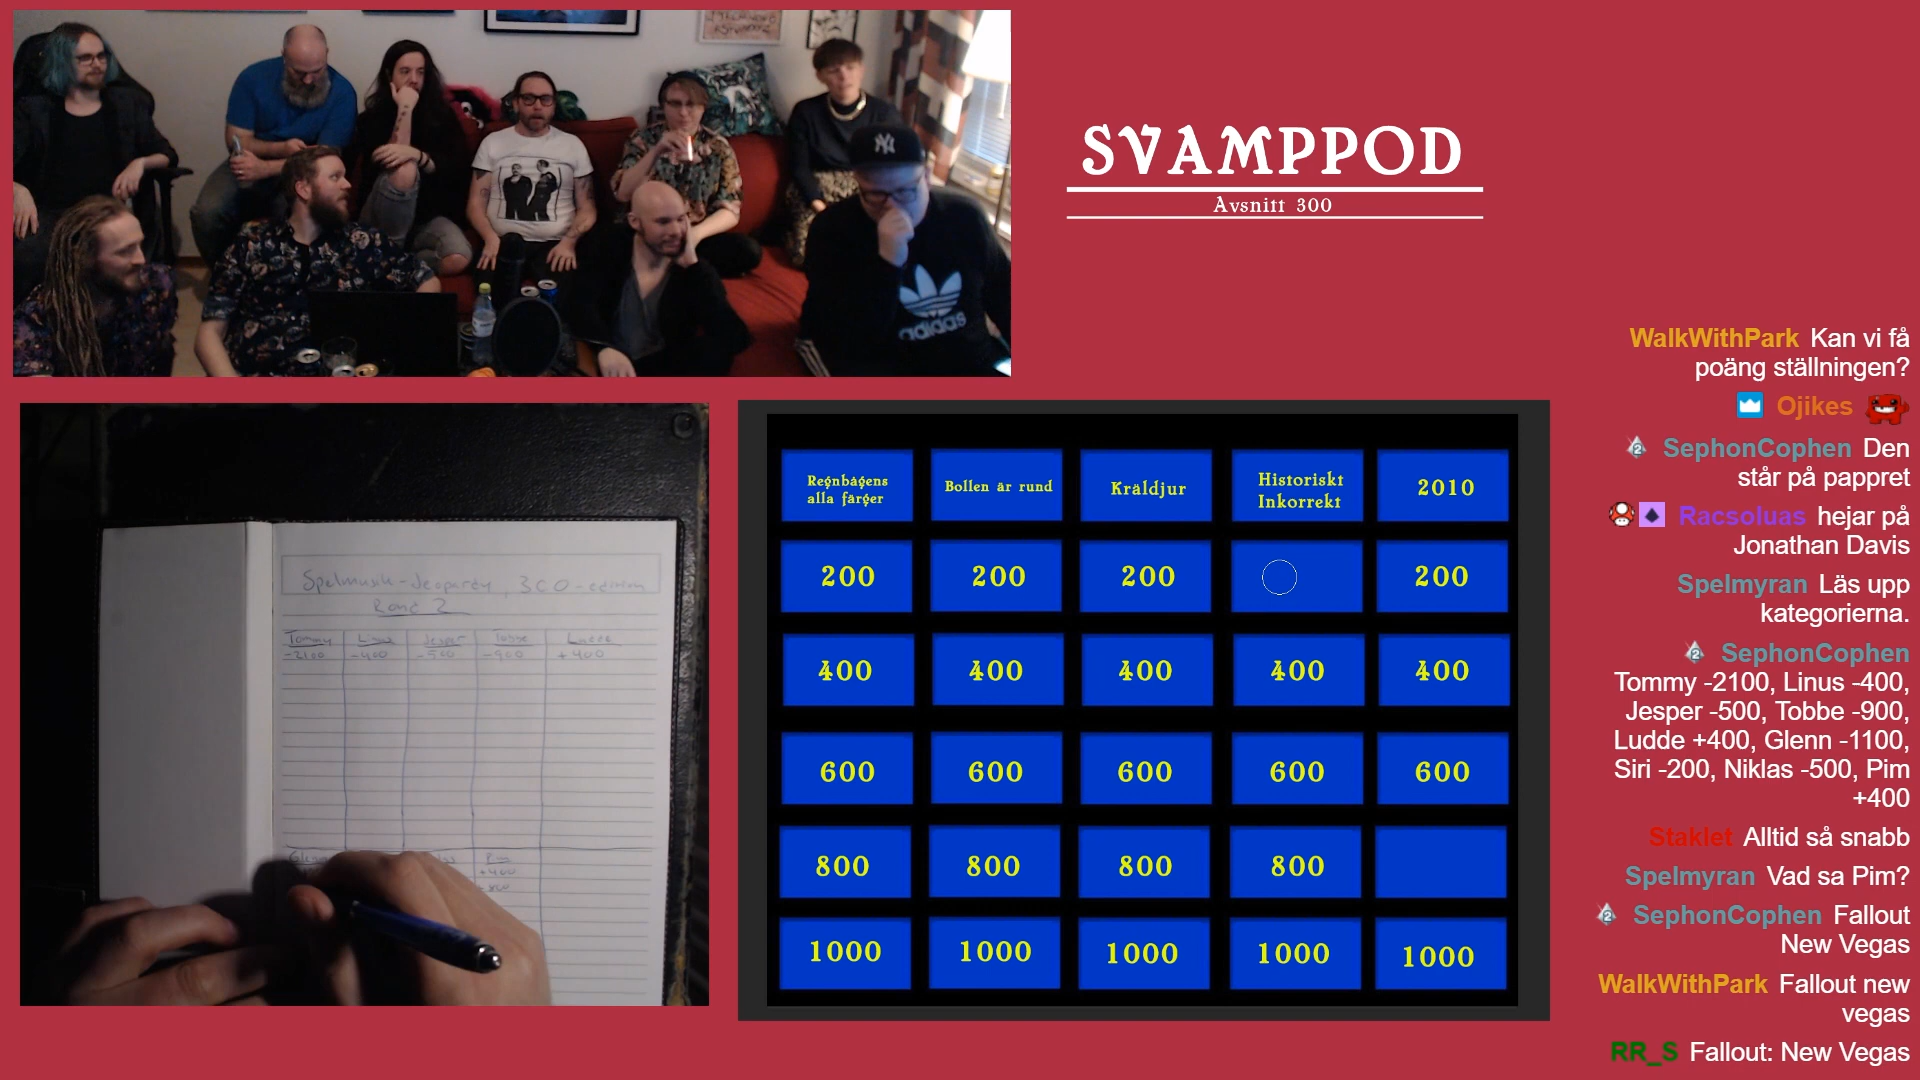 SVAMPPOD
Avsnitt 300
adidas
Spelmusik-Jeopardy, 300-edition
Rond 2
Tommy Linus Jesper Tobbe Ludde
-2100 -400 -500 -900 +400
Pim
+400
Regnbågens alla färger
Bollen är rund
Kräldjur
Historiskt Inkorrekt
2010
200 200 200 200
400 400 400 400 400
600 600 600 600 600
800 800 800 800
1000 1000 1000 1000 1000
WalkWithPark Kan vi få
poäng ställningen?
Ojikes
SephonCophen Den
står på pappret
Racsoluas hejar på
Jonathan Davis
Spelmyran Läs upp
kategorierna.
SephonCophen
Tommy -2100, Linus -400,
Jesper -500, Tobbe -900,
Ludde +400, Glenn -1100,
Siri -200, Niklas -500, Pim
+400
Staklet Alltid så snabb
Spelmyran Vad sa Pim?
SephonCophen Fallout
New Vegas
WalkWithPark Fallout new
vegas
RR_S Fallout: New Vegas